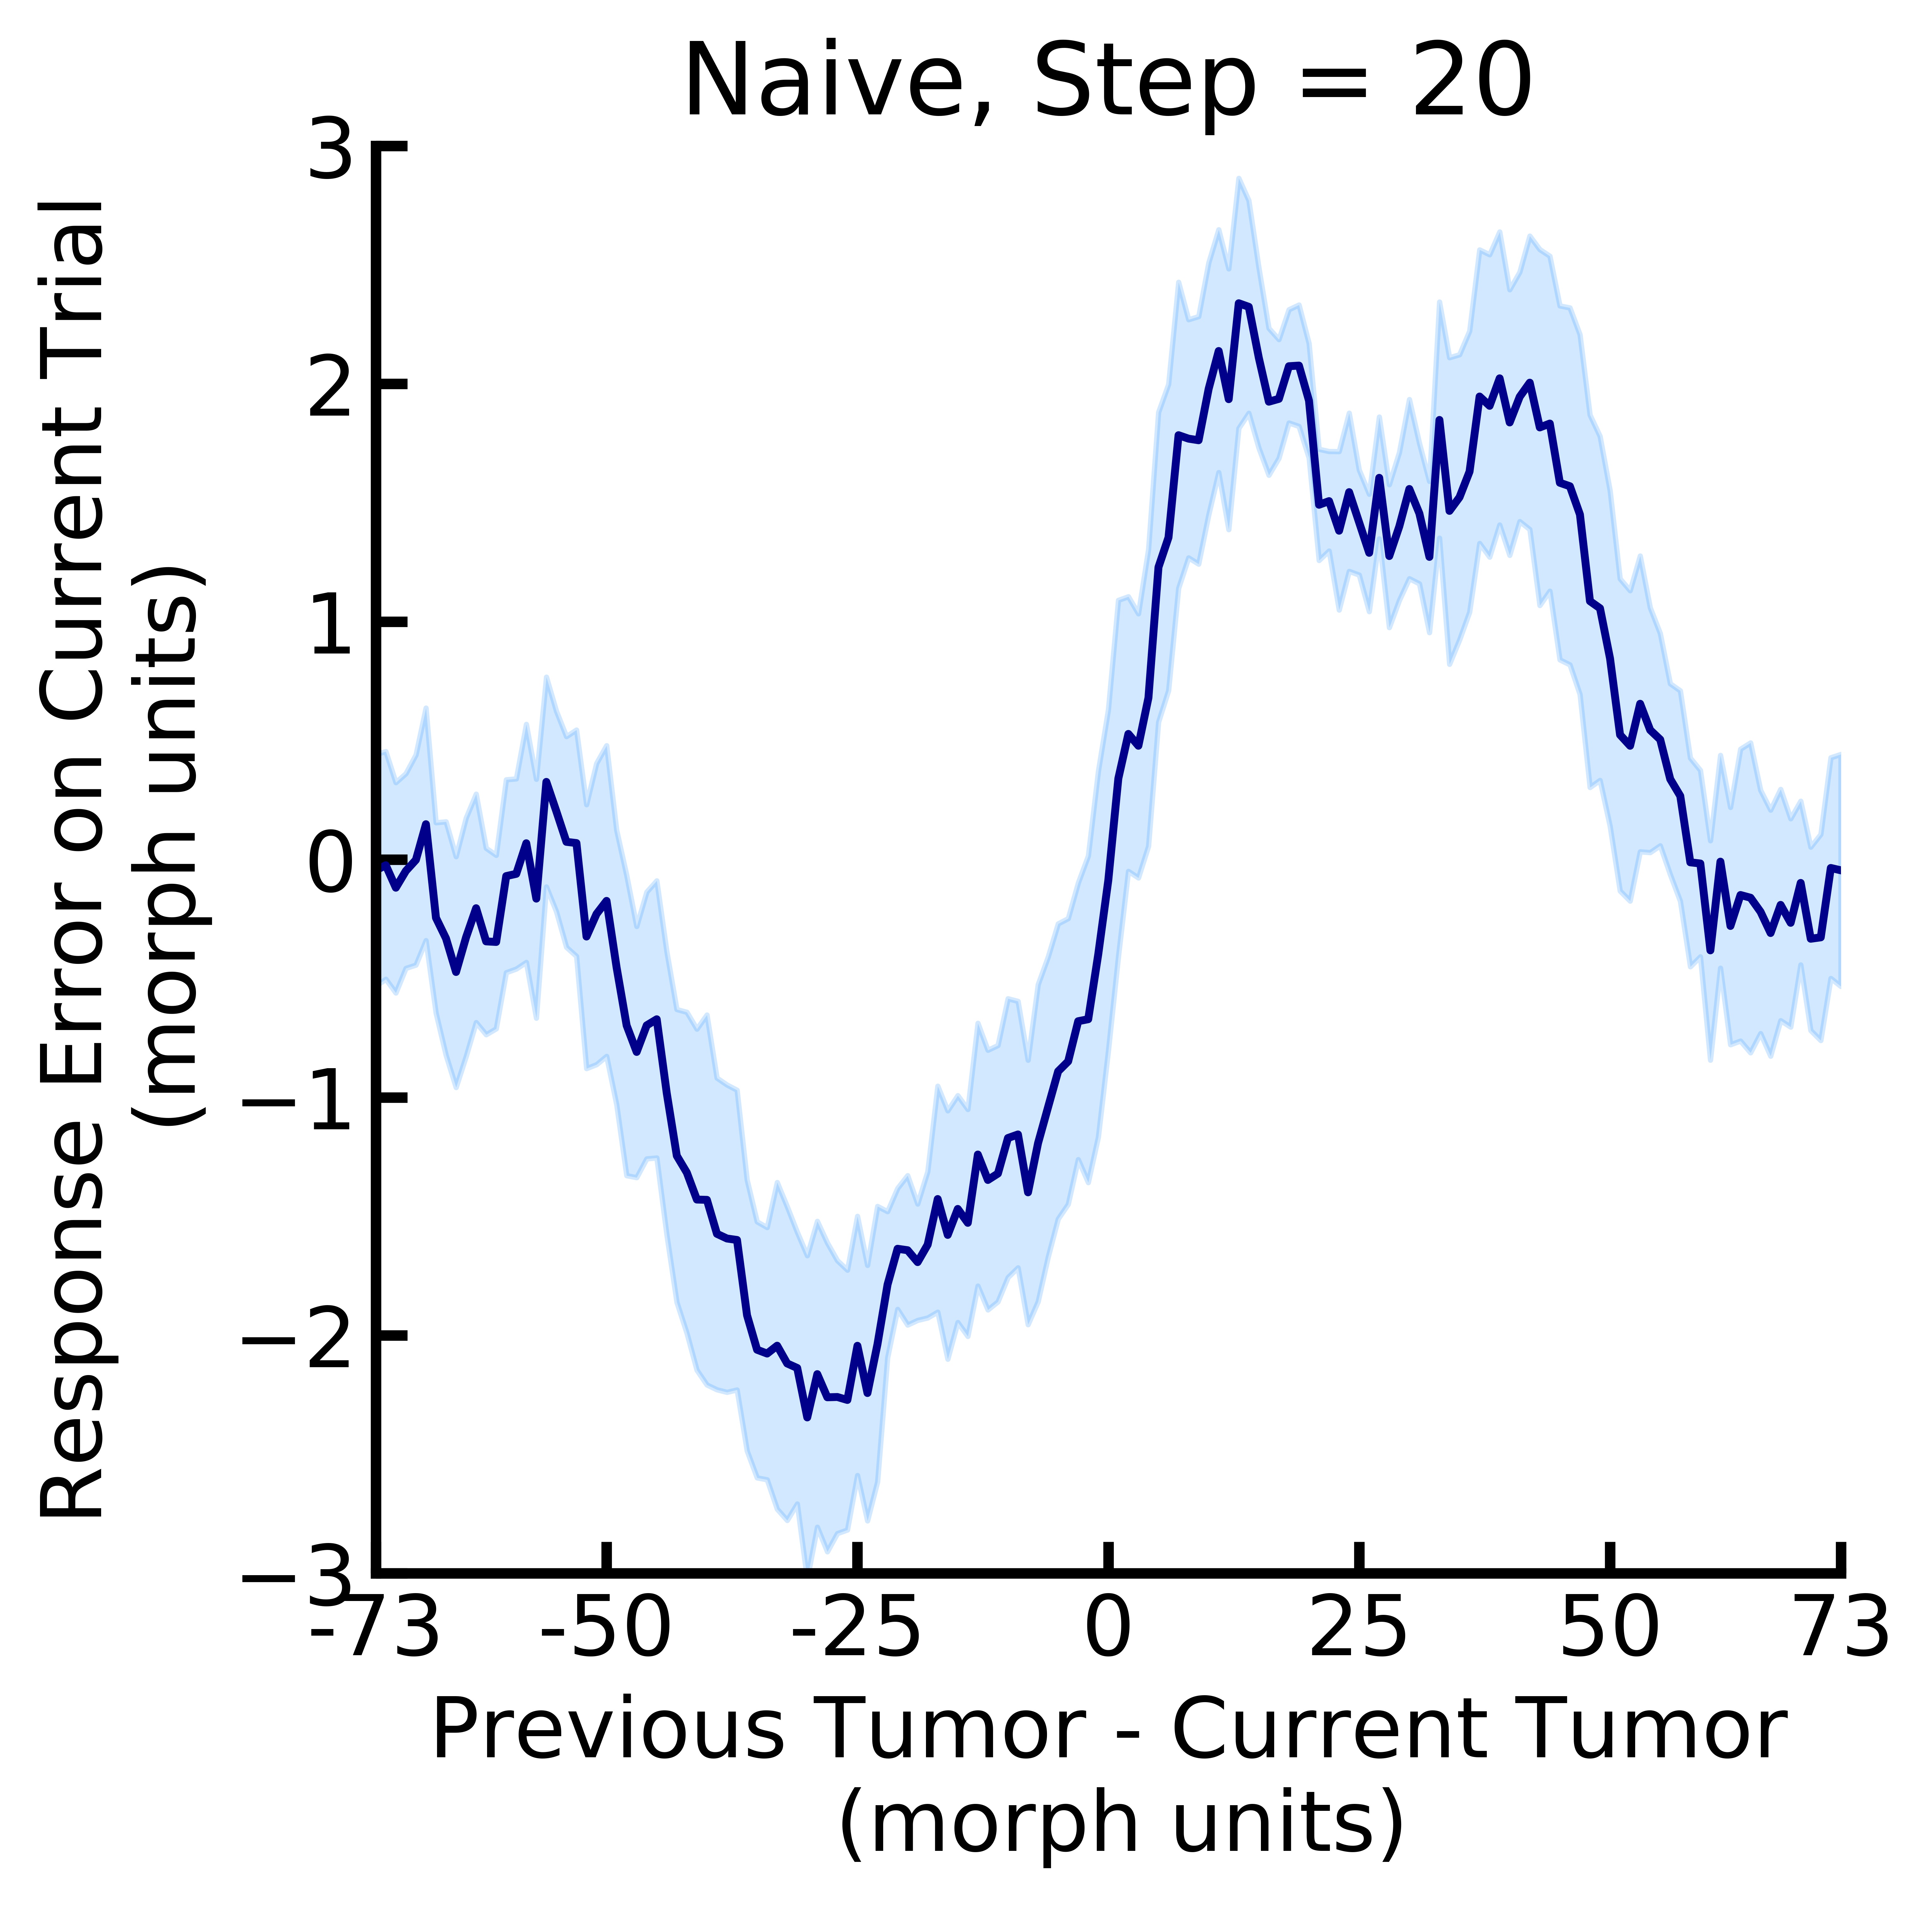 Naive, Step = 20
Response Error on Current Trial
(morph units)
3
2
1
0
−1
−2
−3
-73 -50 -25 0 25 50 73
Previous Tumor - Current Tumor
(morph units)